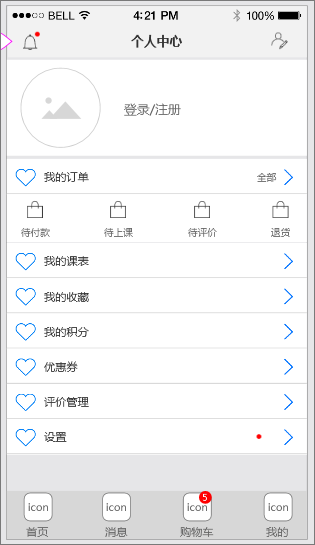 BELL 4:21 PM 100%
个人中心
登录/注册
我的订单 全部
待付款 待上课 待评价 退货
我的课表
我的收藏
我的积分
优惠券
评价管理
设置
icon icon icon 5 icon
首页 消息 购物车 我的